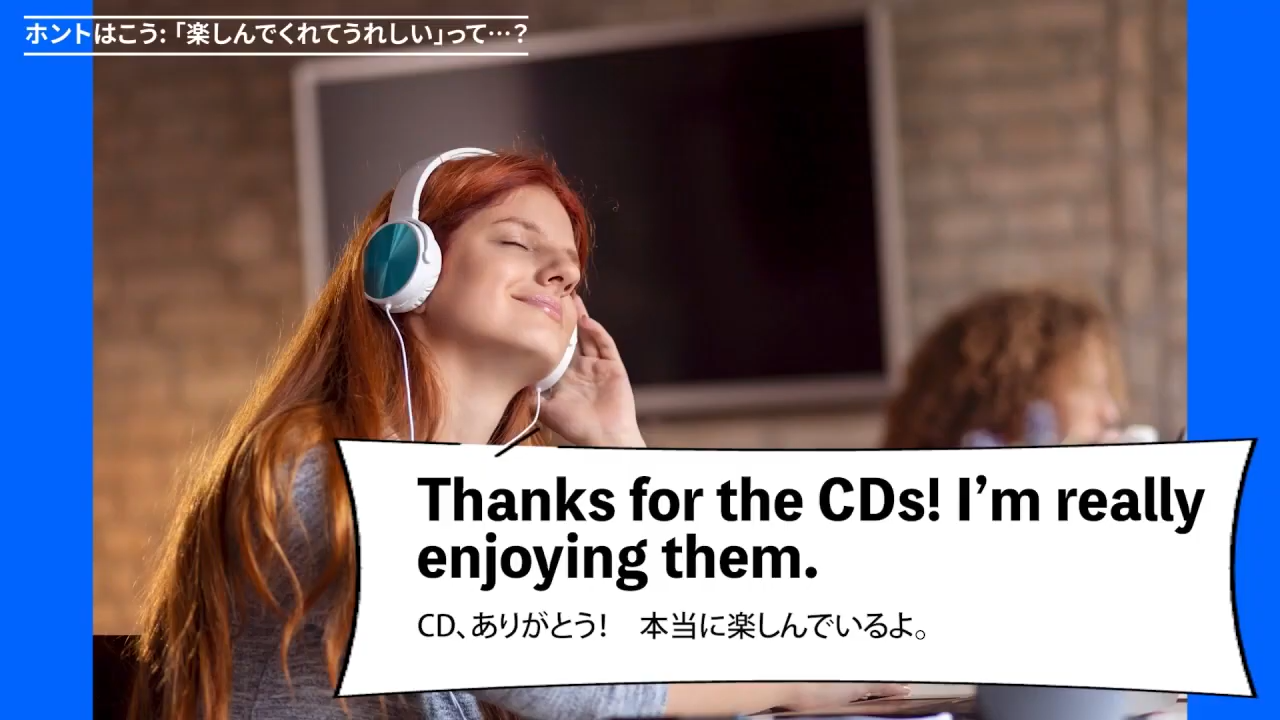 ホントはこう:「楽しんでくれてうれしい」って…?
Thanks for the CDs! I'm really
enjoying them.
CD、ありがとう! 本当に楽しんでいるよ。